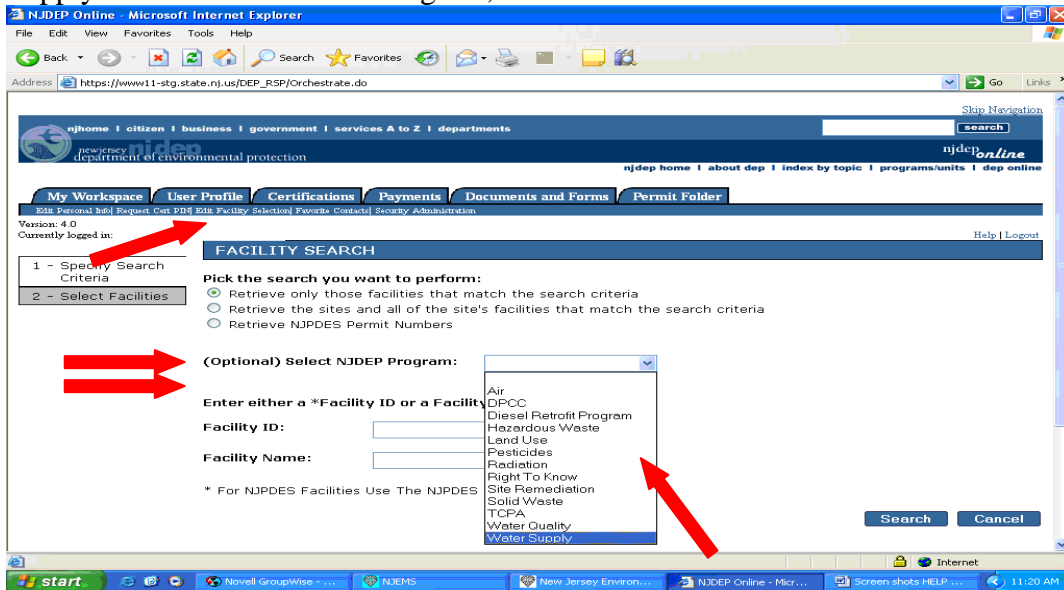 NJDEP Online - Microsoft Internet Explorer
File Edit View Favorites Tools Help
Back Search Favorites
Address https://www11-stg.state.nj.us/DEP_RSP/Orchestrate.do Go Links
Skip Navigation
njhome | citizen | business | government | services A to Z | departments search
newjersey njdep
department of environmental protection njdeponline
njdep home | about dep | index by topic | programs/units | dep online
My Workspace User Profile Certifications Payments Documents and Forms Permit Folder
Edit Personal Info| Request Cert PIN| Edit Facility Selection| Favorite Contacts| Security Administration
Version: 4.0
Currently logged in: Help | Logout
FACILITY SEARCH
1 - Specify Search
Criteria
2 - Select Facilities
Pick the search you want to perform:
Retrieve only those facilities that match the search criteria
Retrieve the sites and all of the site's facilities that match the search criteria
Retrieve NJPDES Permit Numbers
(Optional) Select NJDEP Program:
Air
DPCC
Diesel Retrofit Program
Hazardous Waste
Land Use
Pesticides
Radiation
Right To Know
Site Remediation
Solid Waste
TCPA
Water Quality
Water Supply
Enter either a *Facility ID or a Facility
Facility ID:
Facility Name:
* For NJPDES Facilities Use The NJPDES
Search Cancel
Internet
start Novell GroupWise - ... NJEMS New Jersey Environ... NJDEP Online - Micr... Screen shots HELP ... 11:20 AM